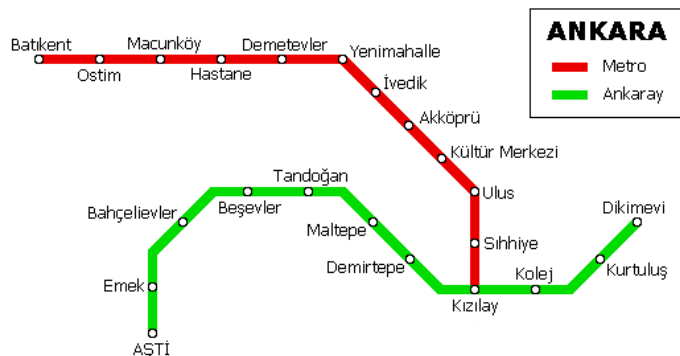 ANKARA
Metro
Ankaray
Batıkent
Ostim
Macunköy
Hastane
Demetevler
Yenimahalle
İvedik
Akköprü
Kültür Merkezi
Ulus
Sıhhiye
Kızılay
AŞTİ
Emek
Bahçelievler
Beşevler
Tandoğan
Maltepe
Demirtepe
Kolej
Kurtuluş
Dikimevi